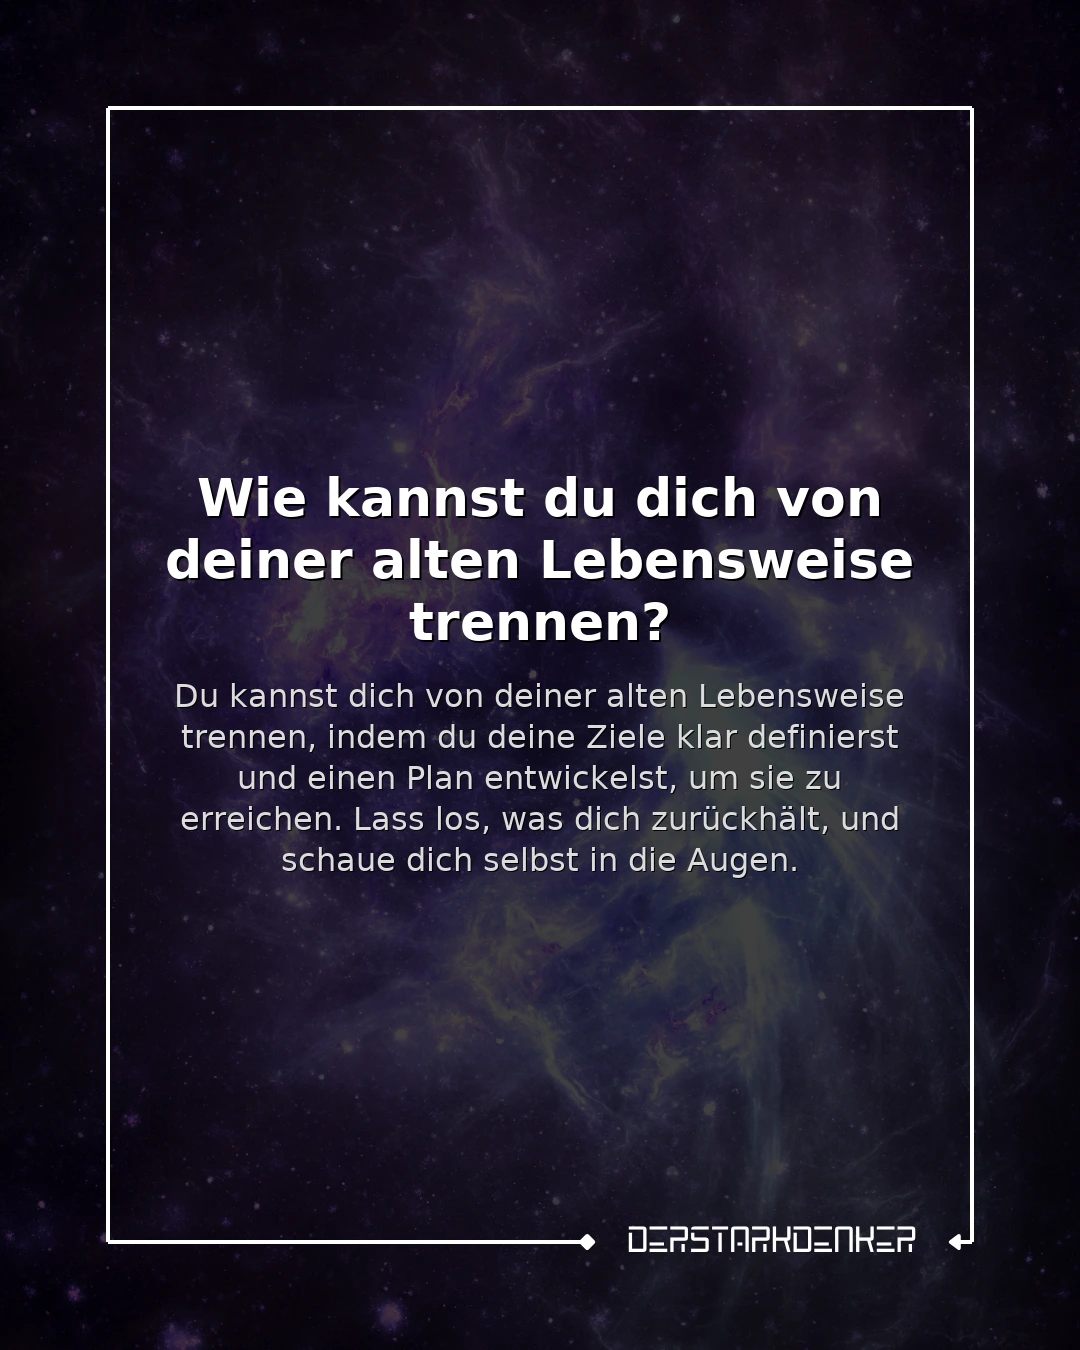 Wie kannst du dich von
deiner alten Lebensweise
trennen?
Du kannst dich von deiner alten Lebensweise
trennen, indem du deine Ziele klar definierst
und einen Plan entwickelst, um sie zu
erreichen. Lass los, was dich zurückhält, und
schaue dich selbst in die Augen.
DERSTARKDENKER